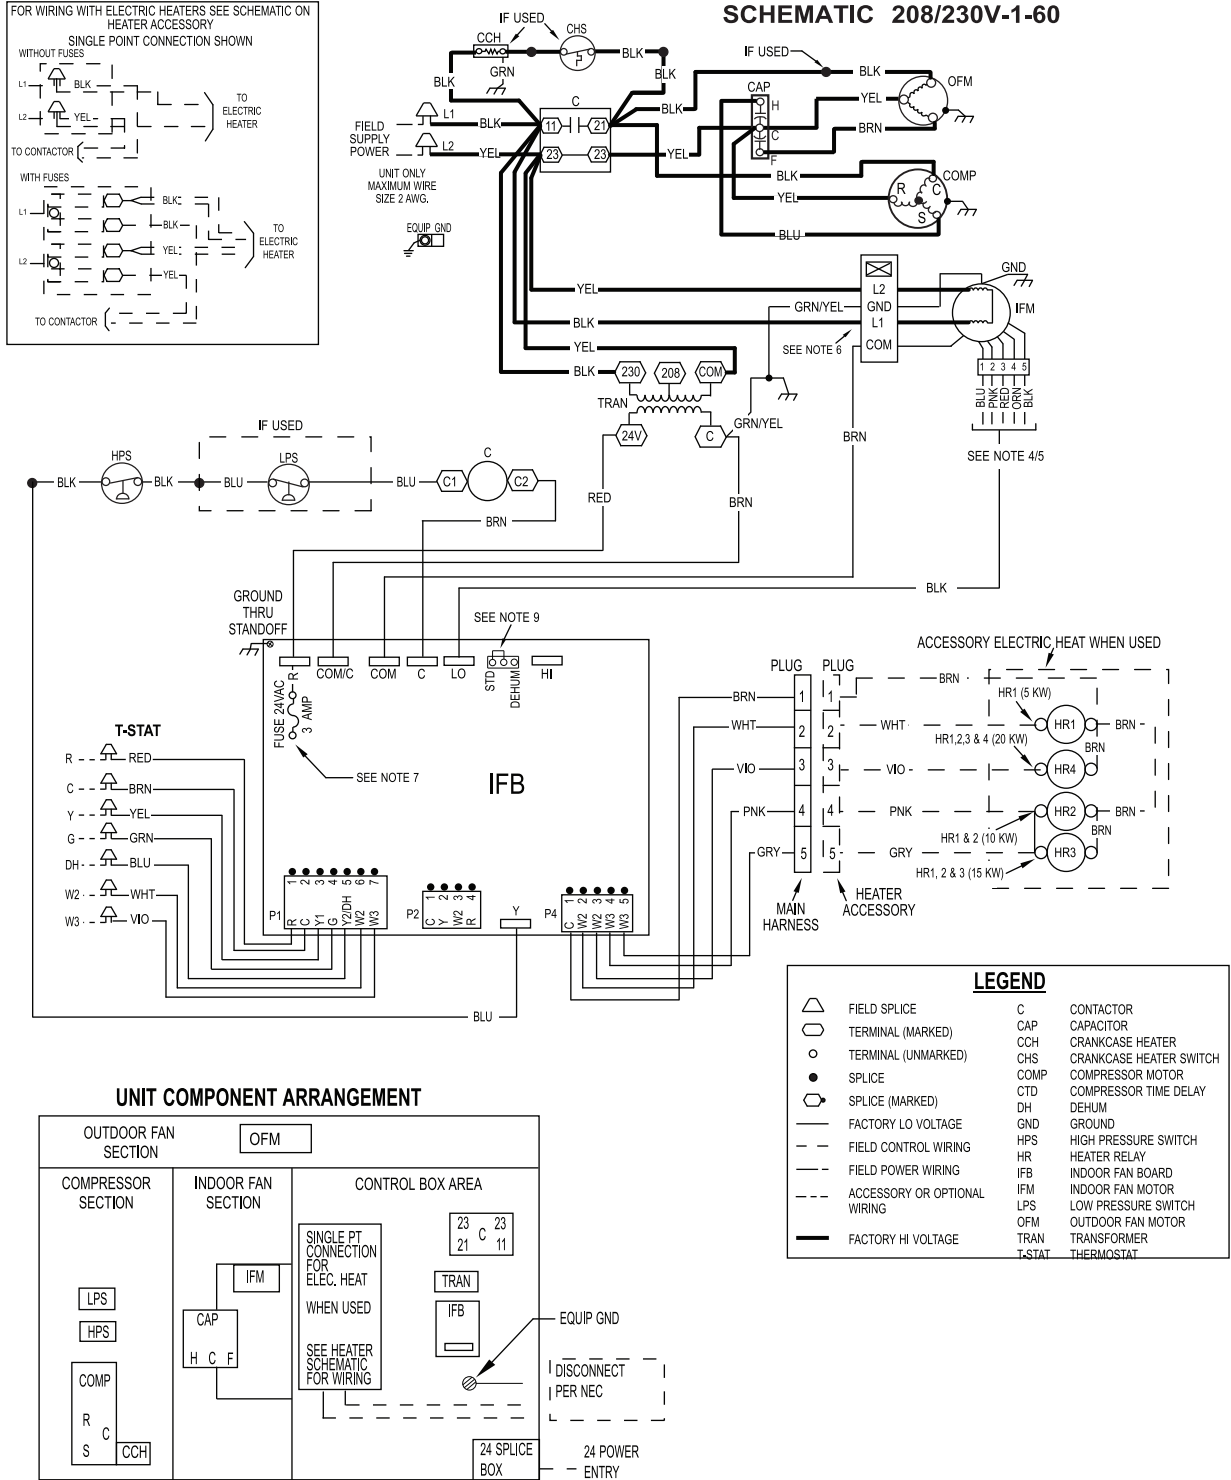 FOR WIRING WITH ELECTRIC HEATERS SEE SCHEMATIC ON
HEATER ACCESSORY
SINGLE POINT CONNECTION SHOWN
WITHOUT FUSES
L1
BLK
L2
YEL
TO
ELECTRIC
HEATER
TO CONTACTOR
WITH FUSES
L1
BLK
BLK
L2
YEL
YEL
TO
ELECTRIC
HEATER
TO CONTACTOR
SCHEMATIC 208/230V-1-60
IF USED
CCH
CHS
GRN
BLK
BLK
BLK
BLK
IF USED
BLK
OFM
CAP
H
C
F
YEL
BRN
FIELD
SUPPLY
POWER
L1
BLK
L2
YEL
C
11
21
23
23
YEL
UNIT ONLY
MAXIMUM WIRE
SIZE 2 AWG.
EQUIP GND
BLK
YEL
BLU
COMP
R
C
S
YEL
BLK
YEL
BLK
GRN/YEL
SEE NOTE 6
L2
GND
L1
COM
GND
IFM
1 2 3 4 5
BLU
PNK
RED
ORN
BLK
SEE NOTE 4/5
230
208
COM
TRAN
24V
C
GRN/YEL
BRN
RED
BRN
IF USED
BLK
HPS
BLK
BLU
LPS
BLU
C1
C
C2
BRN
BLK
GROUND
THRU
STANDOFF
SEE NOTE 9
R
COM/C
COM
C
LO
STD
DEHUM
HI
FUSE 24VAC
3 AMP
SEE NOTE 7
IFB
T-STAT
R
RED
C
BRN
Y
YEL
G
GRN
DH
BLU
W2
WHT
W3
VIO
P1
1 2 3 4 5 6 7
R C Y1 G Y2/DH W2 W3
P2
1 2 3 4
C Y W2 R
Y
P4
1 2 3 4 5
C W2 W2 W3 W3
BLU
PLUG
PLUG
BRN
1
1
WHT
2
2
VIO
3
3
PNK
4
4
GRY
5
5
MAIN
HARNESS
HEATER
ACCESSORY
ACCESSORY ELECTRIC HEAT WHEN USED
BRN
HR1 (5 KW)
WHT
HR1
BRN
HR1,2,3 & 4 (20 KW)
BRN
VIO
HR4
PNK
HR2
BRN
HR1 & 2 (10 KW)
BRN
GRY
HR3
HR1, 2 & 3 (15 KW)
LEGEND
FIELD SPLICE
TERMINAL (MARKED)
TERMINAL (UNMARKED)
SPLICE
SPLICE (MARKED)
FACTORY LO VOLTAGE
FIELD CONTROL WIRING
FIELD POWER WIRING
ACCESSORY OR OPTIONAL
WIRING
FACTORY HI VOLTAGE
C CONTACTOR
CAP CAPACITOR
CCH CRANKCASE HEATER
CHS CRANKCASE HEATER SWITCH
COMP COMPRESSOR MOTOR
CTD COMPRESSOR TIME DELAY
DH DEHUM
GND GROUND
HPS HIGH PRESSURE SWITCH
HR HEATER RELAY
IFB INDOOR FAN BOARD
IFM INDOOR FAN MOTOR
LPS LOW PRESSURE SWITCH
OFM OUTDOOR FAN MOTOR
TRAN TRANSFORMER
T-STAT THERMOSTAT
UNIT COMPONENT ARRANGEMENT
OUTDOOR FAN
SECTION
OFM
COMPRESSOR
SECTION
INDOOR FAN
SECTION
CONTROL BOX AREA
LPS
HPS
COMP
R
C
S
CCH
IFM
CAP
H C F
SINGLE PT
CONNECTION
FOR
ELEC. HEAT
WHEN USED
SEE HEATER
SCHEMATIC
FOR WIRING
23 C 23
21 11
TRAN
IFB
EQUIP GND
DISCONNECT
PER NEC
24 SPLICE
BOX
24 POWER
ENTRY